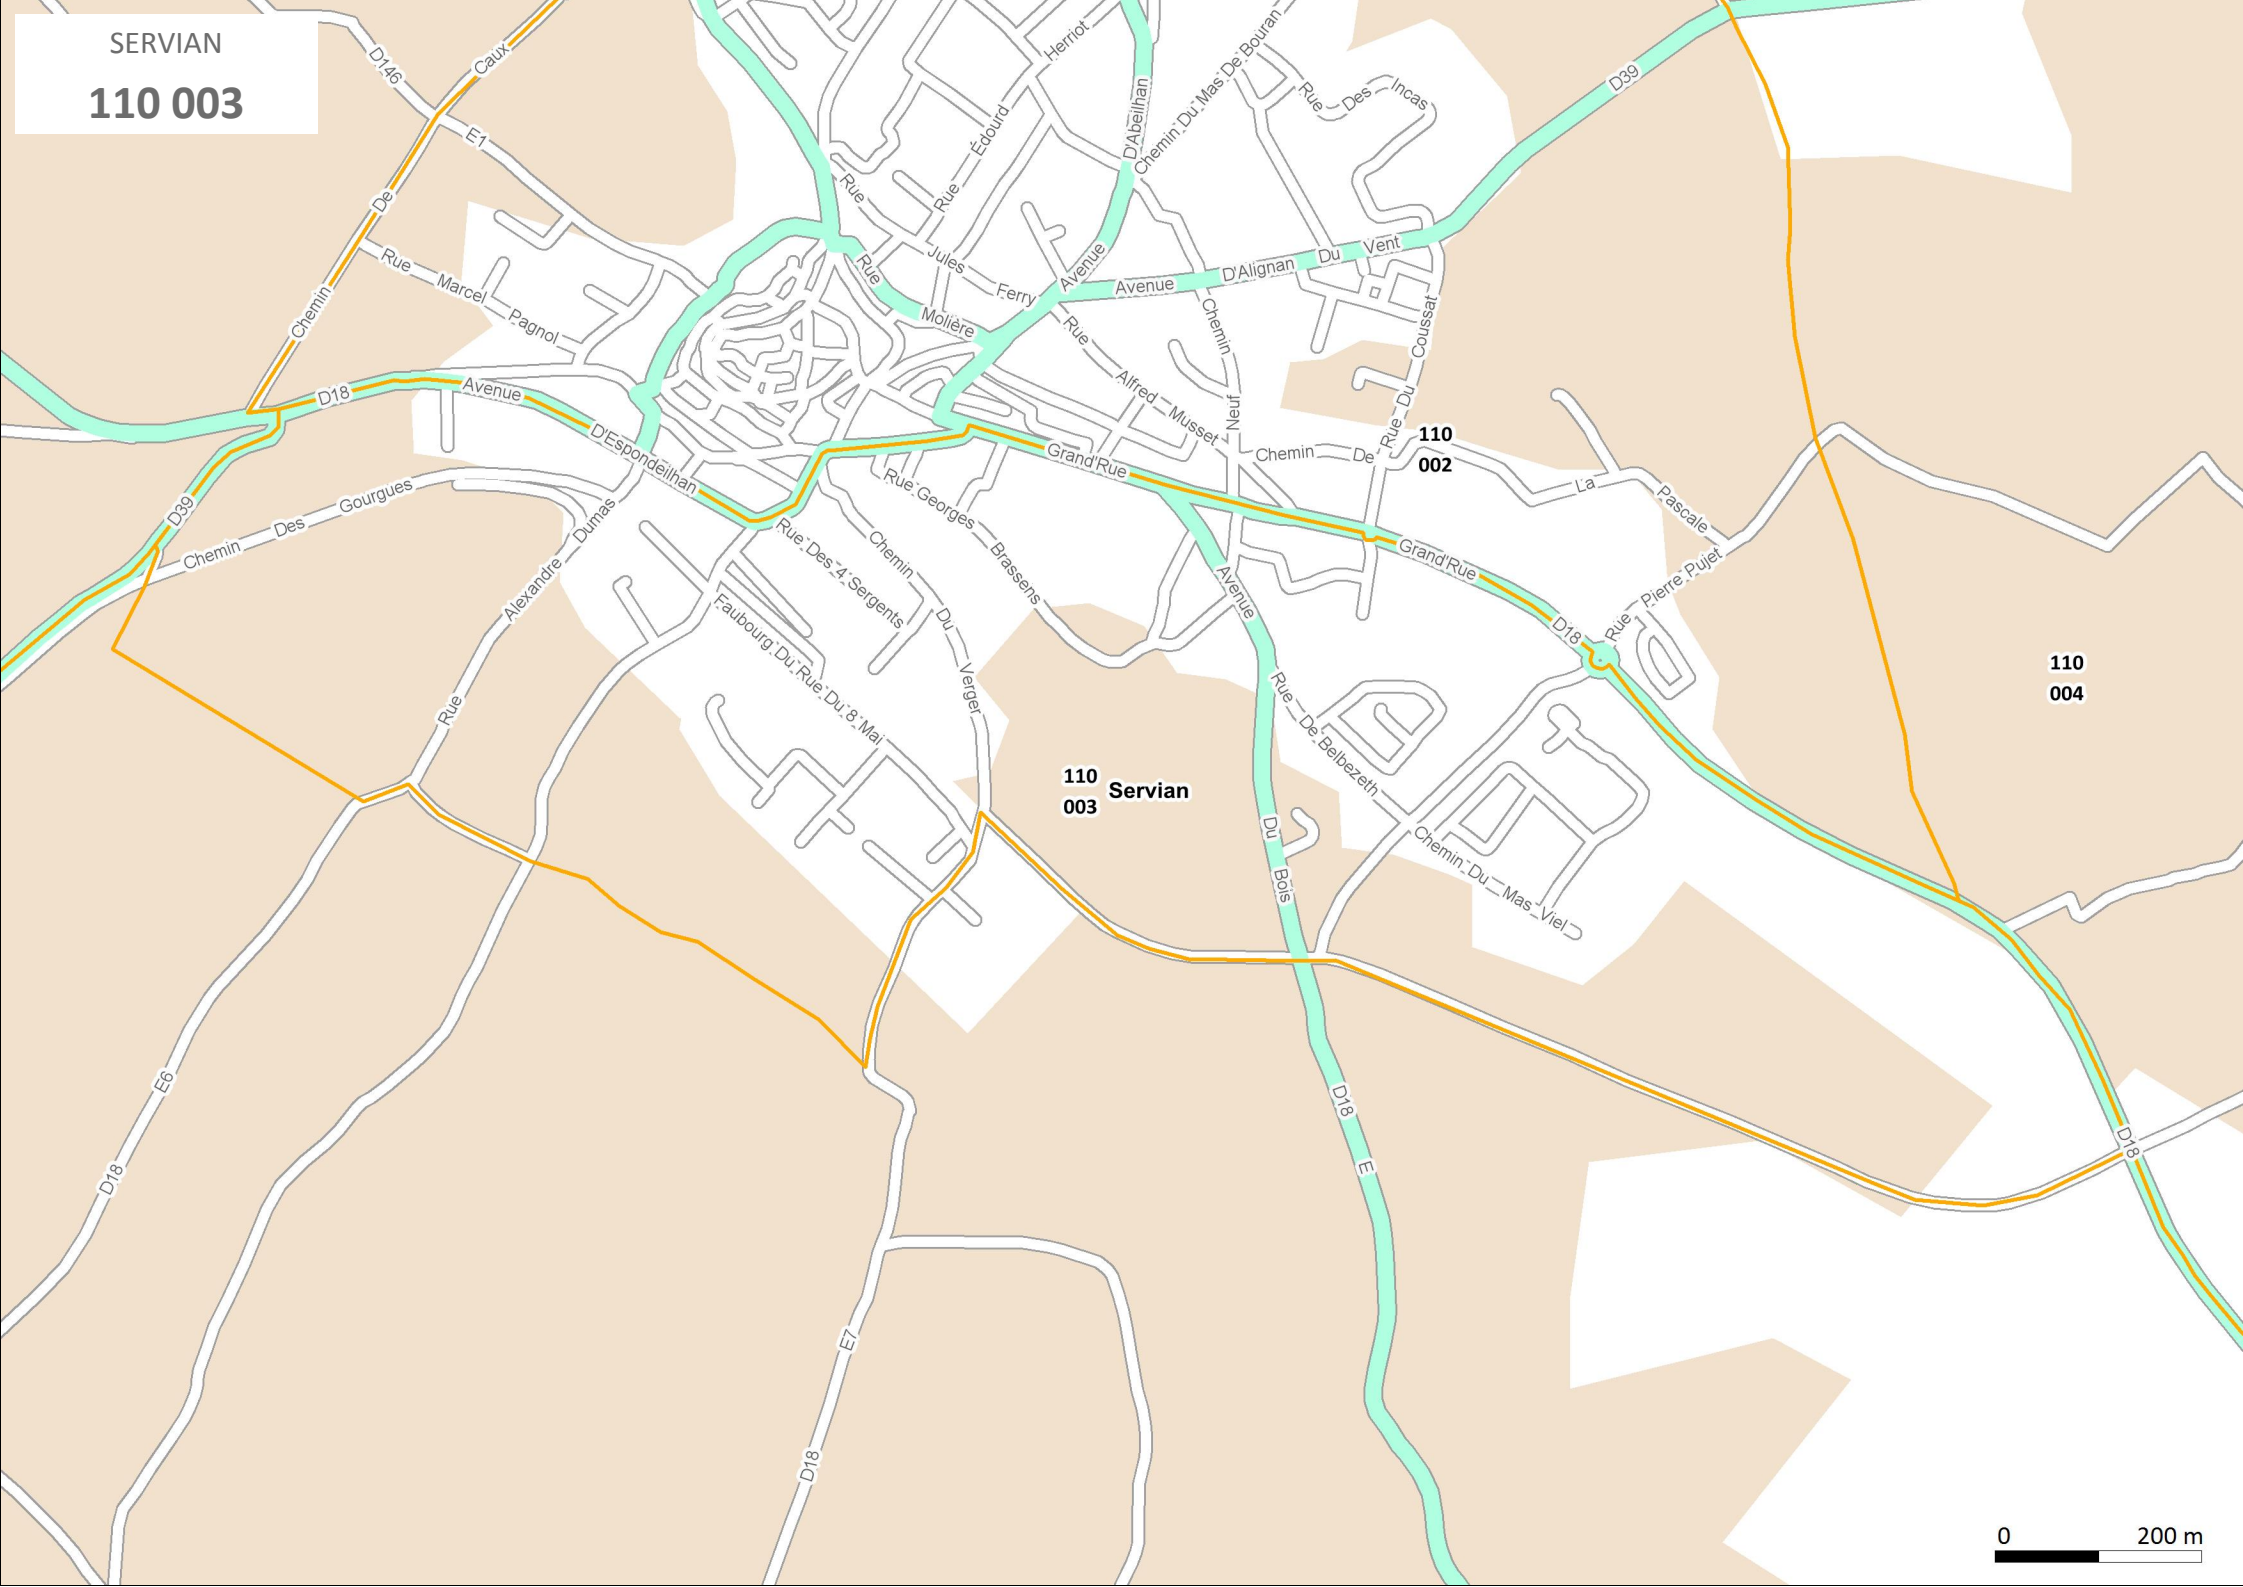 SERVIAN
110 003
D146
Caux
De
Chemin
E1
Rue Marcel Pagnol
D18
Avenue D'Espondeilhan
D39
Chemin Des Gourgues
Rue Alexandre Dumas
Herriot
Édourd
Rue
Rue Jules Ferry
Rue Molière
D'Abeilhan
Avenue
Chemin Du Mas De Bouran
Rue Des Incas
D39
Avenue D'Alignan Du Vent
Chemin Neuf
Rue Alfred Musset
Coussat
Rue Du
Chemin De La Pascale
110
002
Grand'Rue
Grand'Rue
D18
Rue Pierre Pujet
110
004
Rue Georges Brassens
Rue Des 4 Sergents
Chemin Du Verger
Faubourg Du Rue Du 8 Mai
Avenue Du Bois
Rue De Belbezeth
Chemin Du Mas Viel
110
003
Servian
E6
D18
D18 E
D18
E7
D18
0 200 m